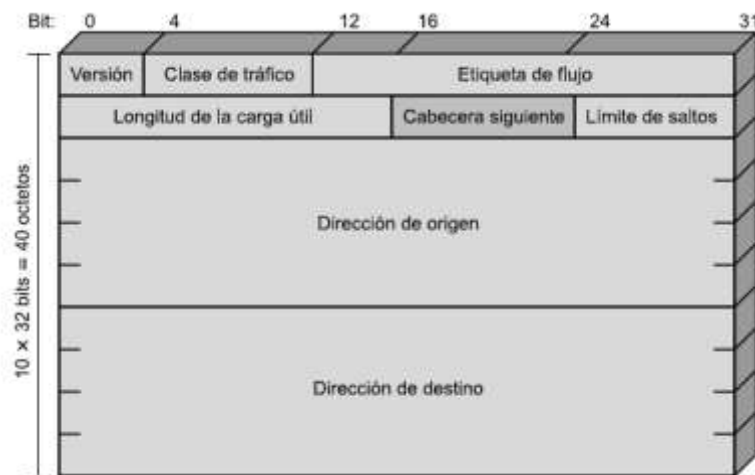 Bit: 0 4 12 16 24 31
Versión Clase de tráfico Etiqueta de flujo
Longitud de la carga útil Cabecera siguiente Límite de saltos
10 × 32 bits = 40 octetos
Dirección de origen
Dirección de destino